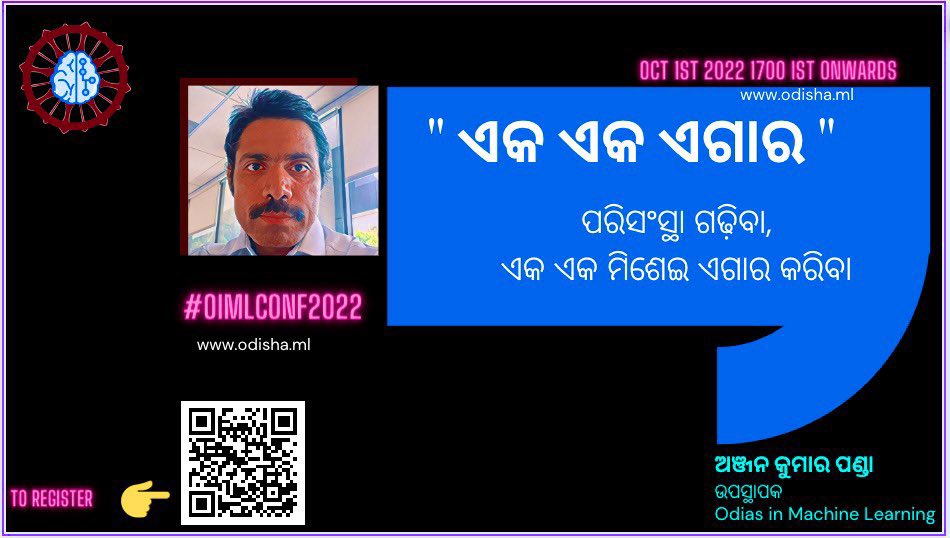 OCT 1ST 2022 1700 IST ONWARDS
www.odisha.ml
" ଏକ ଏକ ଏଗାର "
ପରିସଂସ୍ଥା ଗଢ଼ିବା,
ଏକ ଏକ ମିଶେଇ ଏଗାର କରିବା
#OIMLCONF2022
www.odisha.ml
TO REGISTER
ଅଞ୍ଜନ କୁମାର ପଣ୍ଡା
ଉପସ୍ଥାପକ
Odias in Machine Learning